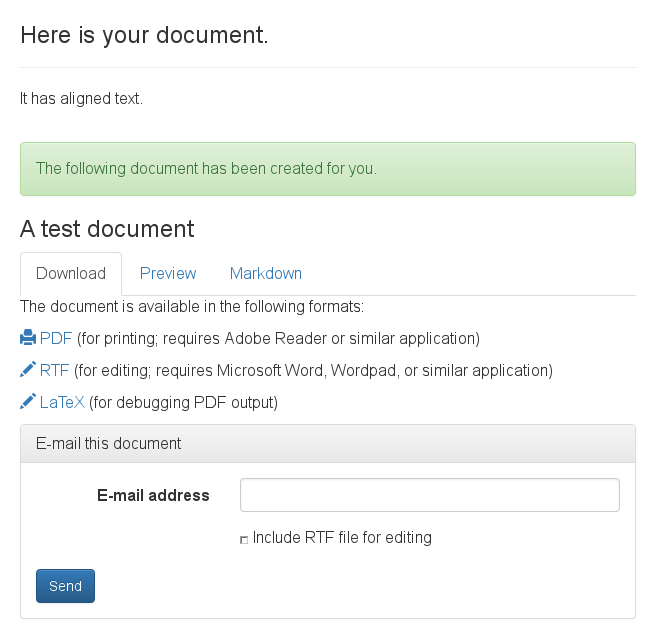 Here is your document.
It has aligned text.
The following document has been created for you.
A test document
Download Preview Markdown
The document is available in the following formats:
PDF (for printing; requires Adobe Reader or similar application)
RTF (for editing; requires Microsoft Word, Wordpad, or similar application)
LaTeX (for debugging PDF output)
E-mail this document
E-mail address
Include RTF file for editing
Send